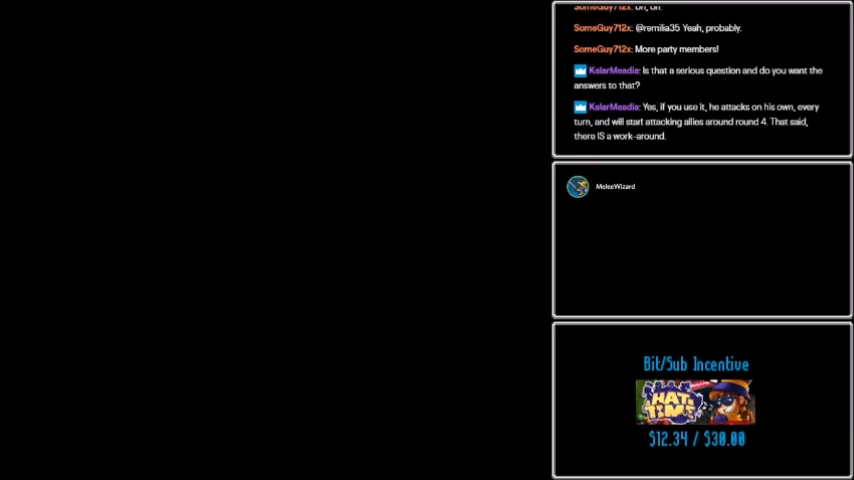 SomeGuy712x: Uh, uh.
SomeGuy712x: @remilia35 Yeah, probably.
SomeGuy712x: More party members!
KalarMeadia: Is that a serious question and do you want the
answers to that?
KalarMeadia: Yes, if you use it, he attacks on his own, every
turn, and will start attacking allies around round 4. That said,
there IS a work-around.
MeleeWizard
Bit/Sub Incentive
HAT
TIME
$12.34 / $30.00